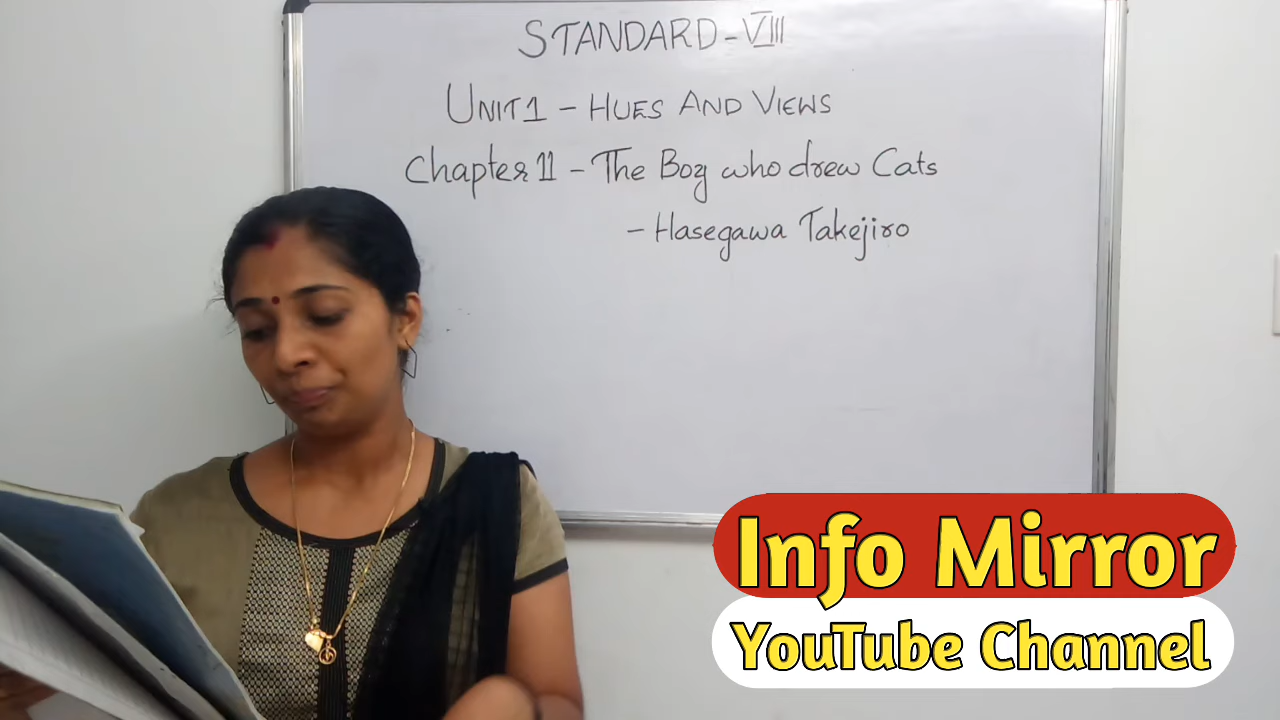 STANDARD - VIII
UNIT 1 - HUES AND VIEWS
Chapter 11 - The Boy who drew Cats
- Hasegawa Takejiro
Info Mirror
YouTube Channel